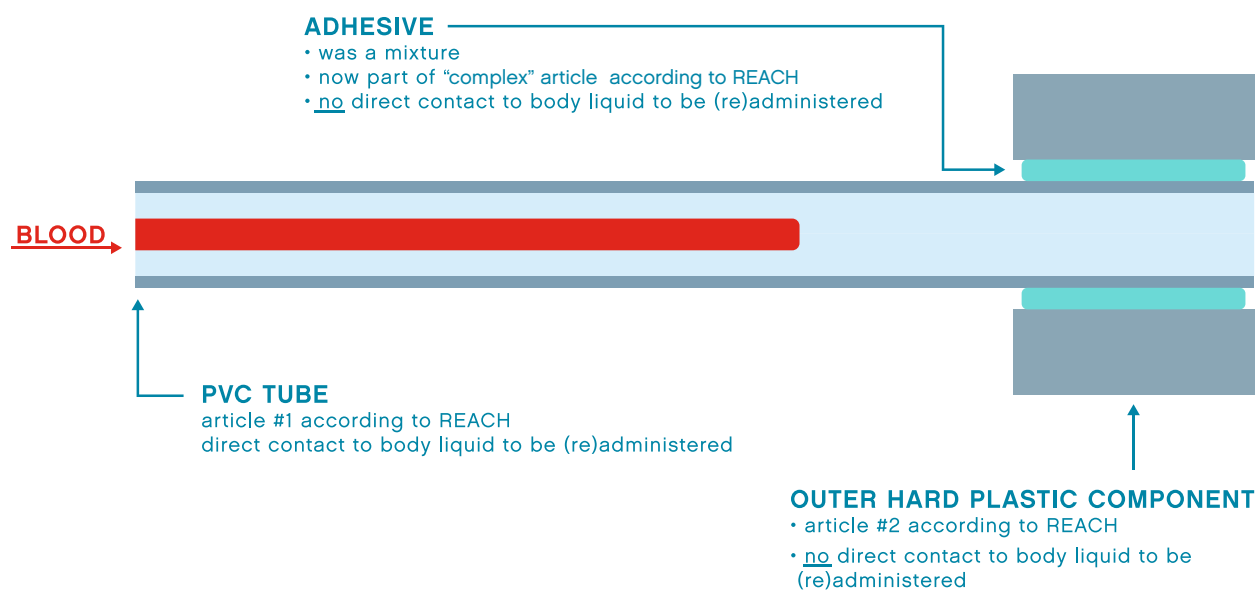 ADHESIVE
• was a mixture
• now part of “complex” article according to REACH
• no direct contact to body liquid to be (re)administered
BLOOD
PVC TUBE
article #1 according to REACH
direct contact to body liquid to be (re)administered
OUTER HARD PLASTIC COMPONENT
• article #2 according to REACH
• no direct contact to body liquid to be
(re)administered